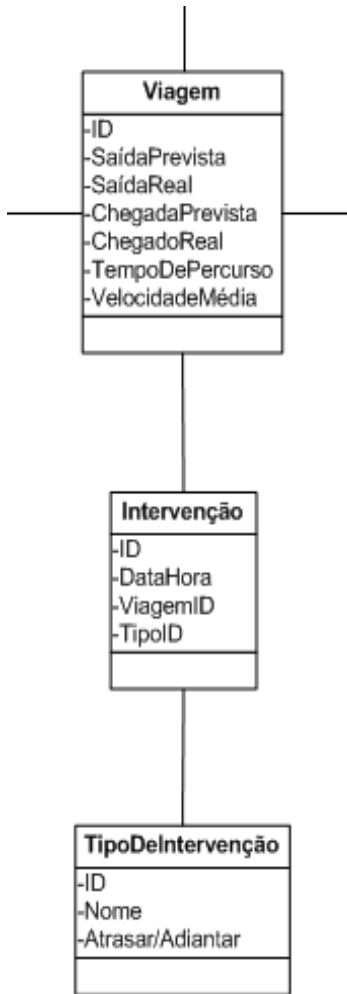 Viagem
-ID
-SaídaPrevista
-SaídaReal
-ChegadaPrevista
-ChegadoReal
-TempoDePercurso
-VelocidadeMédia
Intervenção
-ID
-DataHora
-ViagemID
-TipoID
TipoDeIntervenção
-ID
-Nome
-Atrasar/Adiantar